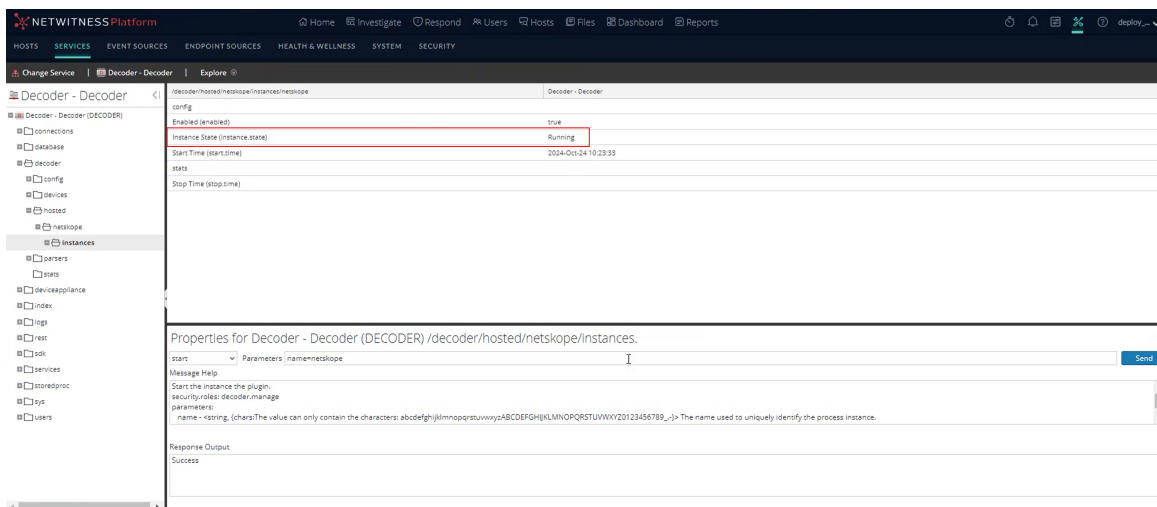 NETWITNESS Platform
Home Investigate Respond Users Hosts Files Dashboard Reports
deploy_...
HOSTS SERVICES EVENT SOURCES ENDPOINT SOURCES HEALTH & WELLNESS SYSTEM SECURITY
Change Service | Decoder - Decoder | Explore
Decoder - Decoder
Decoder - Decoder (DECODER)
connections
database
decoder
config
devices
hosted
netskope
instances
parsers
stats
deviceappliance
index
logs
rest
sdk
services
storedproc
sys
users
/decoder/hosted/netskope/instances/netskope Decoder - Decoder
config
Enabled (enabled) true
Instance State (instance.state) Running
Start Time (start.time) 2024-Oct-24 10:23:33
stats
Stop Time (stop.time)
Properties for Decoder - Decoder (DECODER) /decoder/hosted/netskope/instances.
start Parameters name=netskope Send
Message Help
Start the instance the plugin.
security.roles: decoder.manage
parameters:
name - <string, {chars:The value can only contain the characters: abcdefghijklmnopqrstuvwxyzABCDEFGHIJKLMNOPQRSTUVWXYZ0123456789_.-}> The name used to uniquely identify the process instance.
Response Output
Success